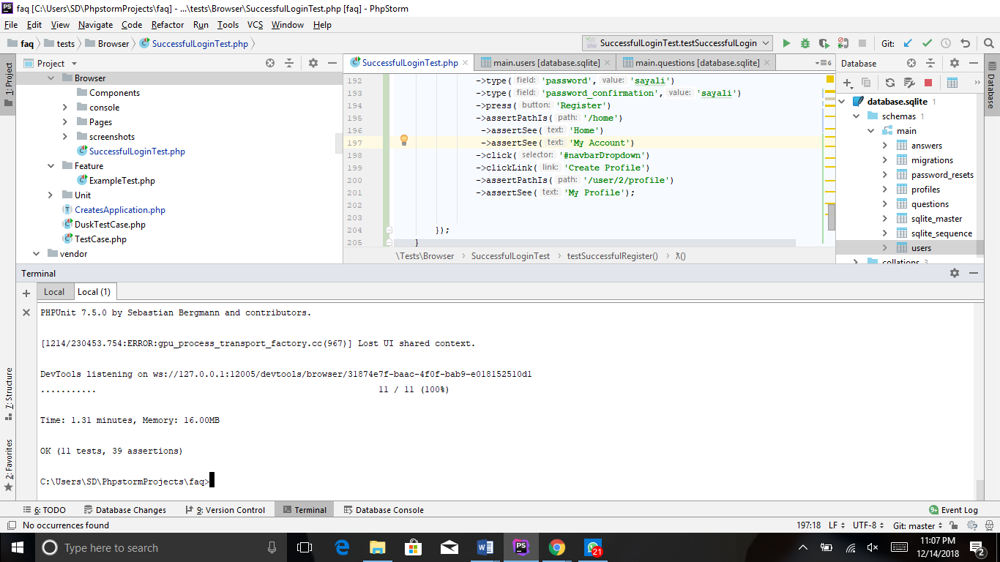 faq [C:\Users\SD\PhpstormProjects\faq] - ...\tests\Browser\SuccessfulLoginTest.php [faq] - PhpStorm
File Edit View Navigate Code Refactor Run Tools VCS Window Help
faq tests Browser SuccessfulLoginTest.php
SuccessfulLoginTest.testSuccessfulLogin Git:
1: Project
Project
Browser
Components
console
Pages
screenshots
SuccessfulLoginTest.php
Feature
ExampleTest.php
Unit
CreatesApplication.php
DuskTestCase.php
TestCase.php
vendor
SuccessfulLoginTest.php main.users [database.sqlite] main.questions [database.sqlite] 6
192 ->type( field: 'password', value: 'sayali')
193 ->type( field: 'password_confirmation', value: 'sayali')
194 ->press( button: 'Register')
195 ->assertPathIs( path: '/home')
196 ->assertSee( text: 'Home')
197 ->assertSee( text: 'My Account')
198 ->click( selector: '#navbarDropdown')
199 ->clickLink( link: 'Create Profile')
200 ->assertPathIs( path: '/user/2/profile')
201 ->assertSee( text: 'My Profile');
202
203
204 });
205 }
\Tests\Browser SuccessfulLoginTest testSuccessfulRegister() λ()
Database
database.sqlite 1
schemas 1
main
answers
migrations
password_resets
profiles
questions
sqlite_master
sqlite_sequence
users
collations 3
Database
Terminal
Local Local (1)
PHPUnit 7.5.0 by Sebastian Bergmann and contributors.
[1214/230453.754:ERROR:gpu_process_transport_factory.cc(967)] Lost UI shared context.
DevTools listening on ws://127.0.0.1:12005/devtools/browser/31874e7f-baac-4f0f-bab9-e018152510d1
........... 11 / 11 (100%)
Time: 1.31 minutes, Memory: 16.00MB
OK (11 tests, 39 assertions)
C:\Users\SD\PhpstormProjects\faq>
7: Structure
2: Favorites
6: TODO Database Changes 9: Version Control Terminal Database Console 9+ Event Log
No occurrences found 197:18 LF UTF-8 Git: master
Type here to search
21
11:07 PM
12/14/2018
2